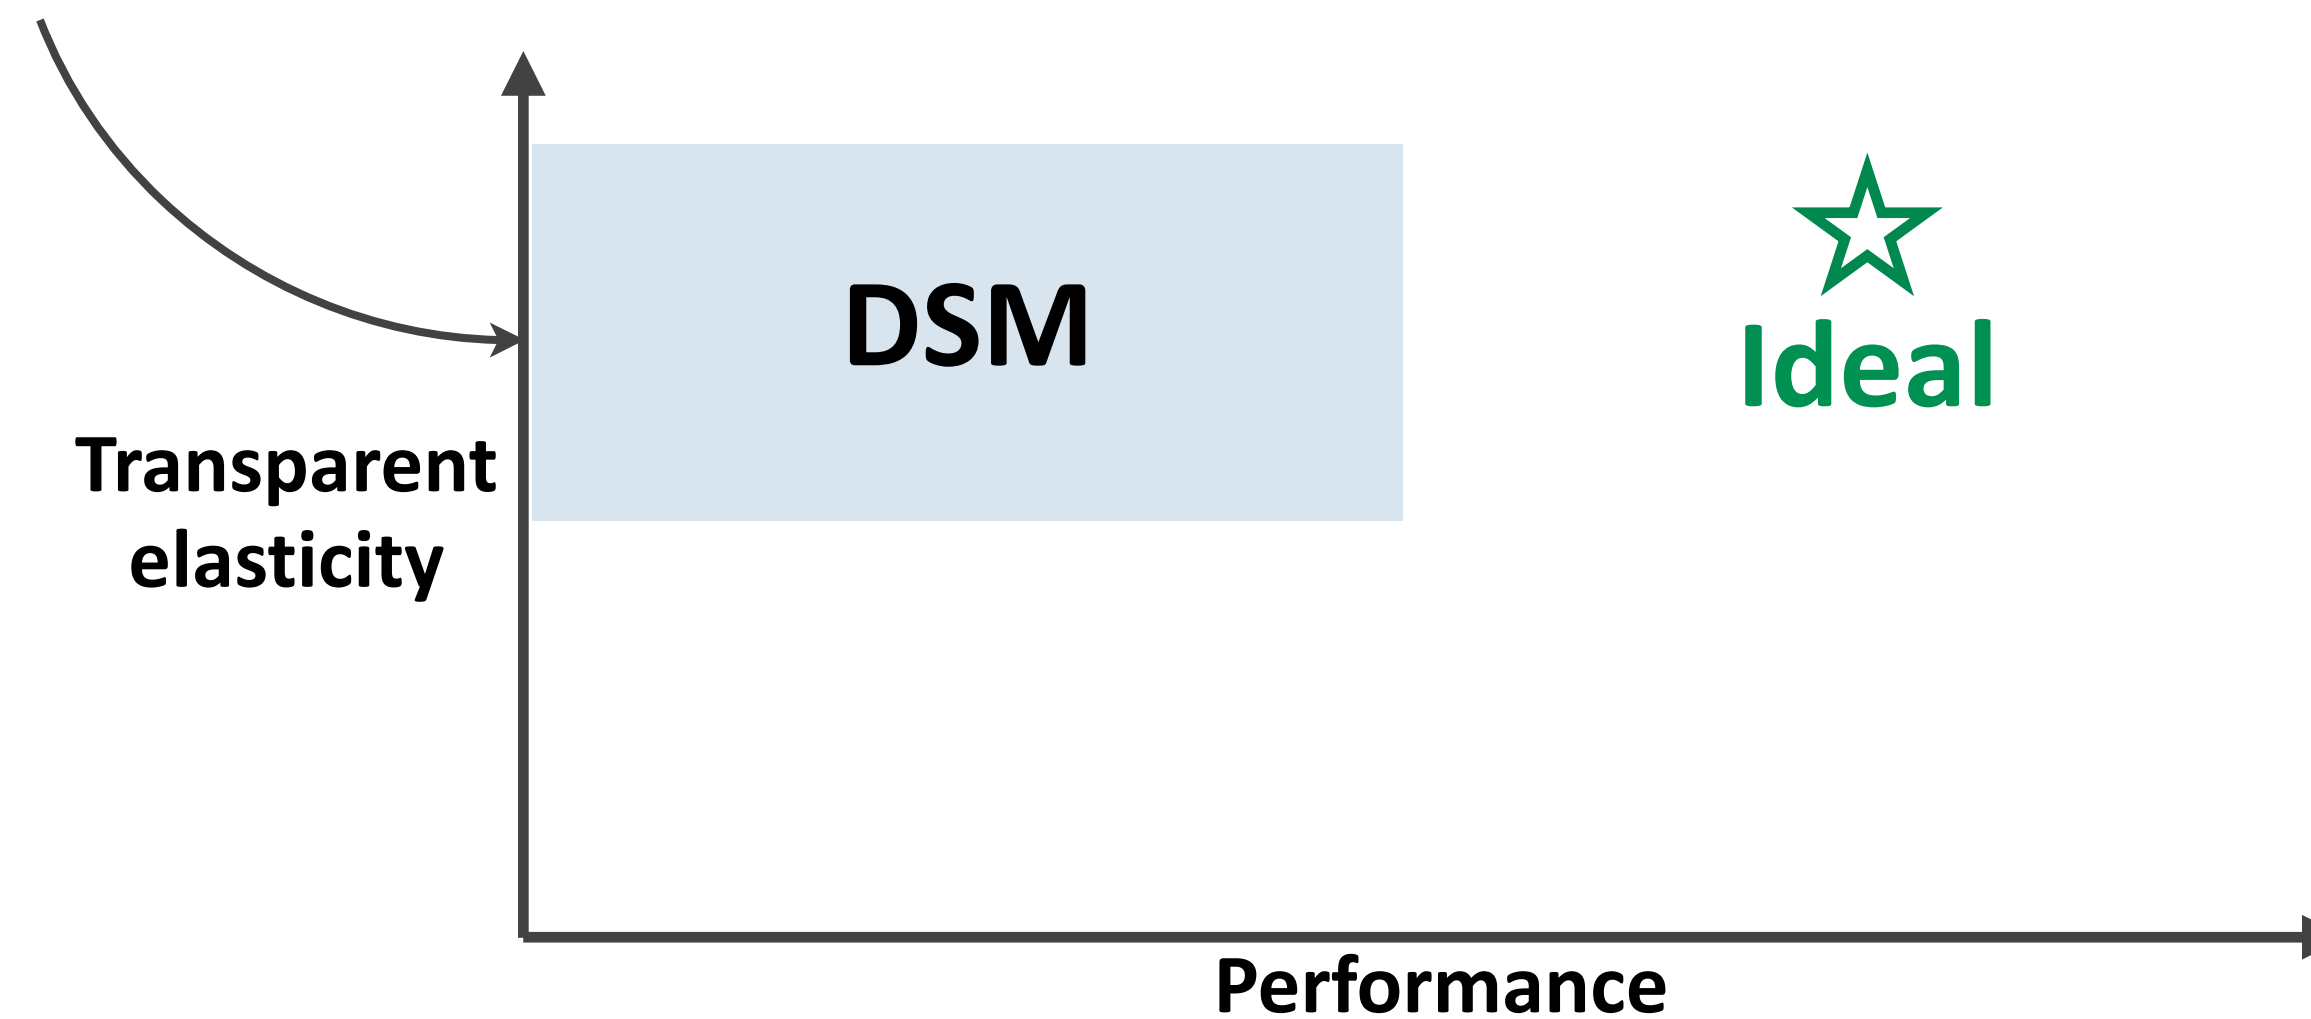 DSM
Ideal
Transparent
elasticity
Performance